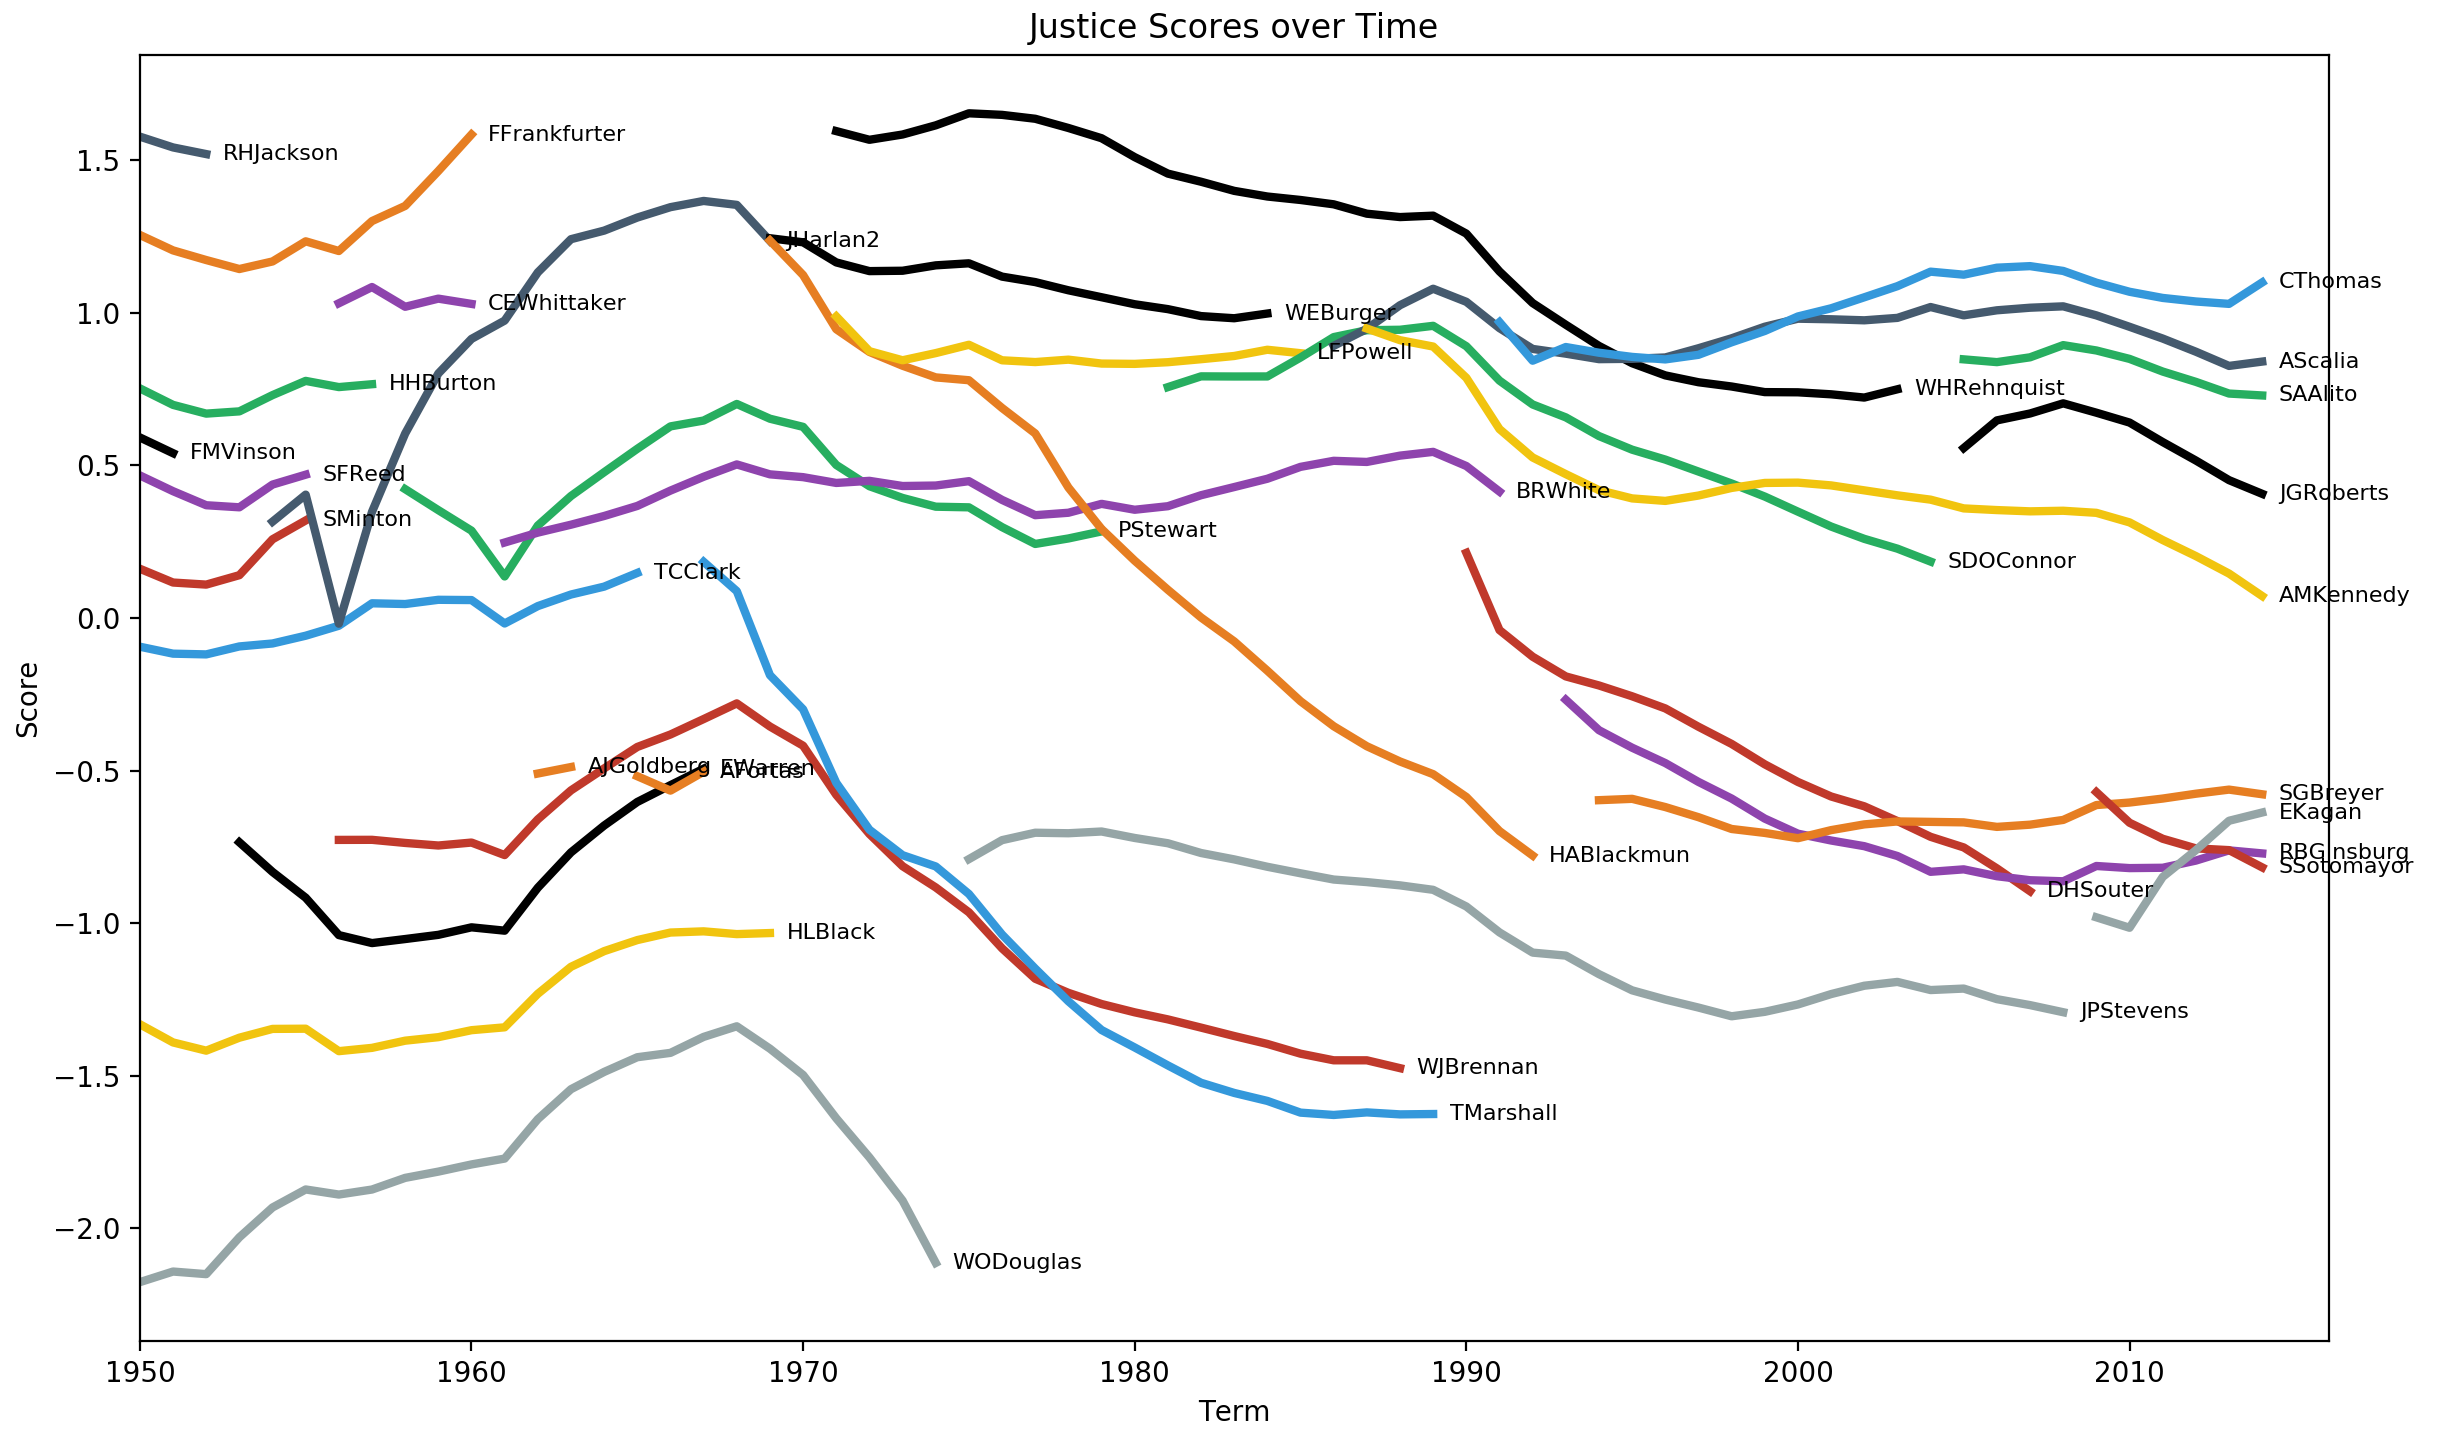 Justice Scores over Time
1.5
1.0
0.5
0.0
−0.5
−1.0
−1.5
−2.0
Score
RHJackson
FFrankfurter
JHarlan2
CEWhittaker
WEBurger
CThomas
LFPowell
AScalia
HHBurton
WHRehnquist
SAAlito
FMVinson
SFReed
BRWhite
JGRoberts
SMinton
PStewart
TCClark
SDOConnor
AMKennedy
AJGoldberg
EWarren
AFortas
SGBreyer
EKagan
HABlackmun
RBGinsburg
SSotomayor
DHSouter
HLBlack
JPStevens
WJBrennan
TMarshall
WODouglas
1950 1960 1970 1980 1990 2000 2010
Term